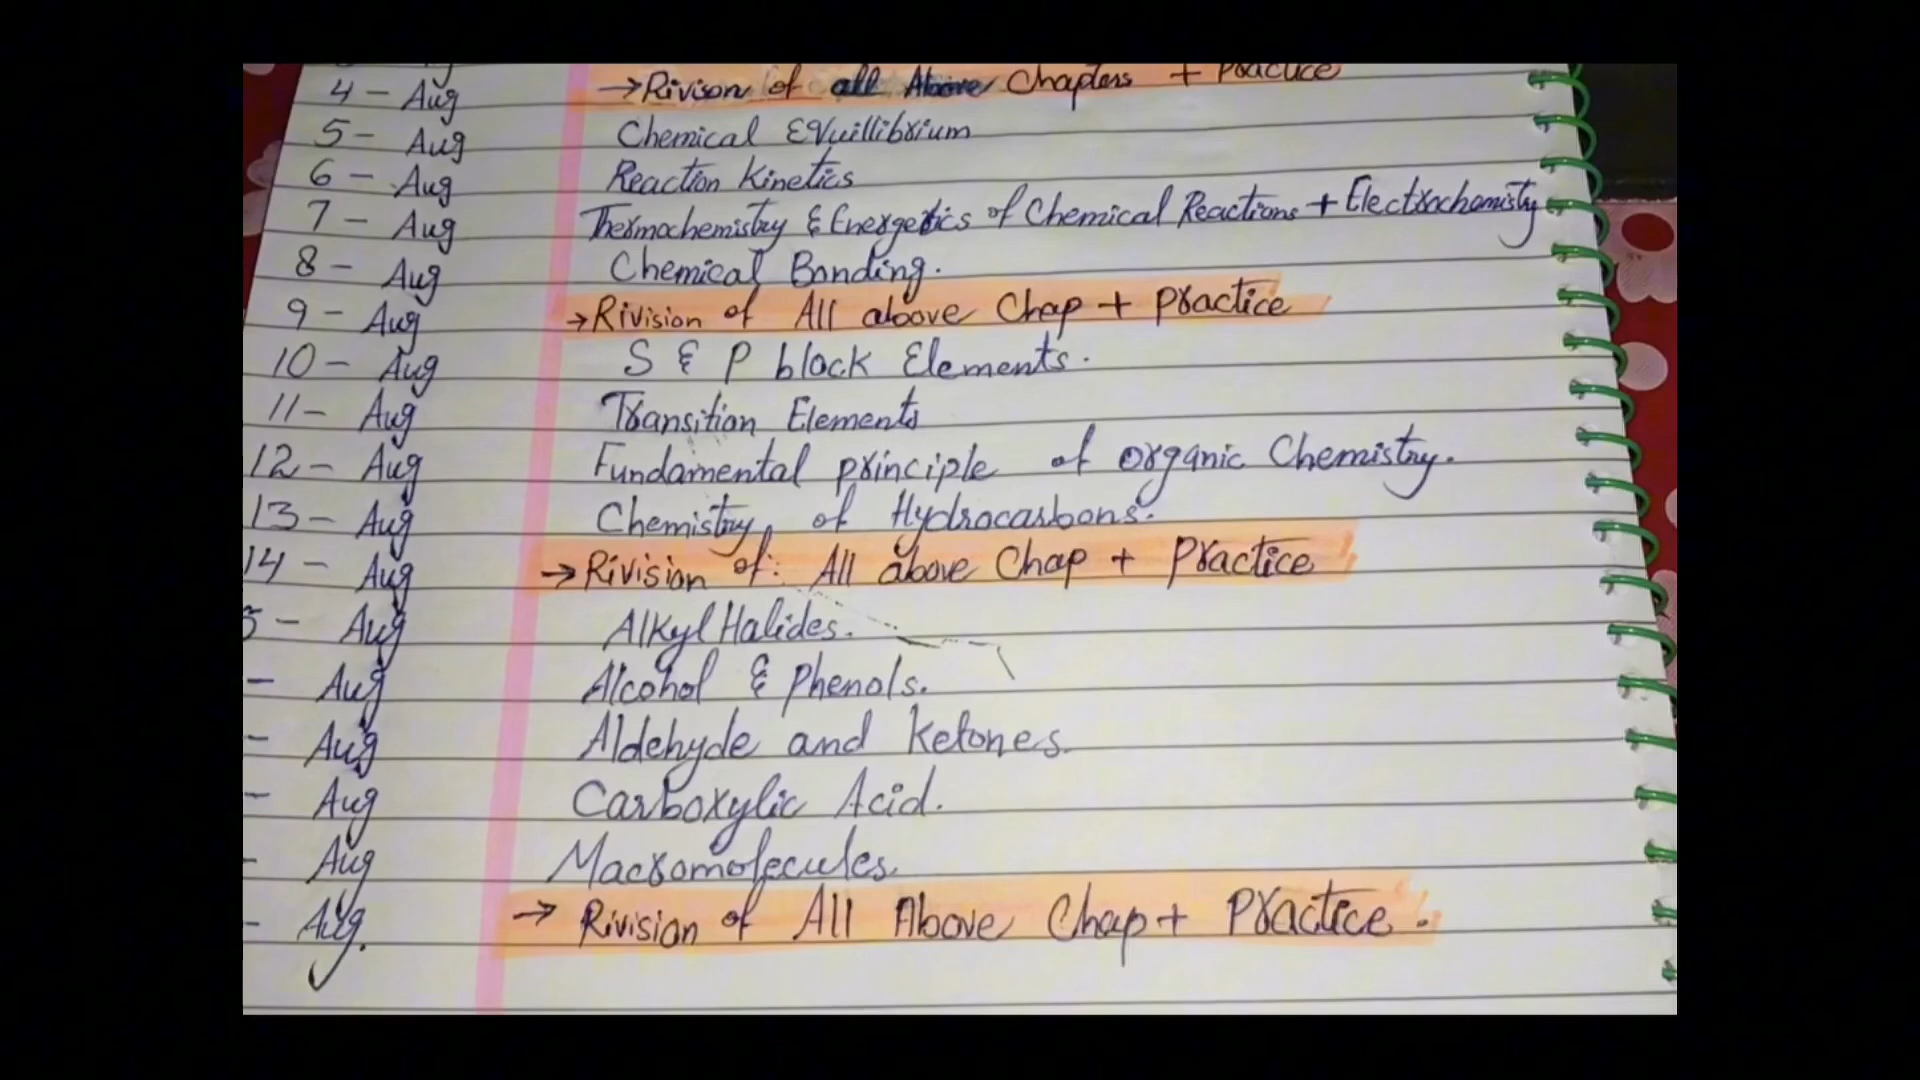 4 - Aug → Rivison of all Above Chapters + Practice
5 - Aug Chemical EQuillibrium
6 - Aug Reaction Kinetics
7 - Aug Thermochemistry & Energetics of Chemical Reactions + Electrochemistry
8 - Aug Chemical Bonding.
9 - Aug → Rivision of All above Chap + Practice
10 - Aug S & P block Elements.
11 - Aug Transition Elements
12 - Aug Fundamental principle of organic Chemistry.
13 - Aug Chemistry of Hydrocarbons.
14 - Aug → Rivision of All above Chap + Practice
5 - Aug Alkyl Halides.
- Aug Alcohol & Phenols.
- Aug Aldehyde and Ketones.
- Aug Carboxylic Acid.
- Aug Macromolecules.
- Aug. → Rivision of All Above Chap + Practice.